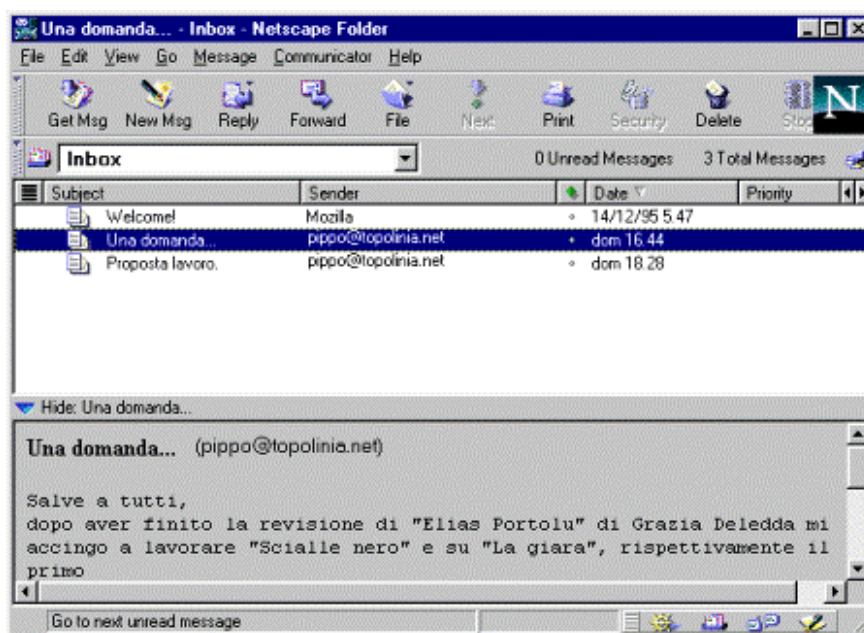 Una domanda... - Inbox - Netscape Folder
File Edit View Go Message Communicator Help
Get Msg New Msg Reply Forward File Next Print Security Delete Stop
N
Inbox 0 Unread Messages 3 Total Messages
Subject Sender Date Priority
Welcome! Mozilla 14/12/95 5.47
Una domanda... pippo@topolinia.net dom 16.44
Proposta lavoro. pippo@topolinia.net dom 18.28
Hide: Una domanda...
Una domanda... (pippo@topolinia.net)
Salve a tutti,
dopo aver finito la revisione di "Elias Portolu" di Grazia Deledda mi
accingo a lavorare "Scialle nero" e su "La giara", rispettivamente il
primo
Go to next unread message